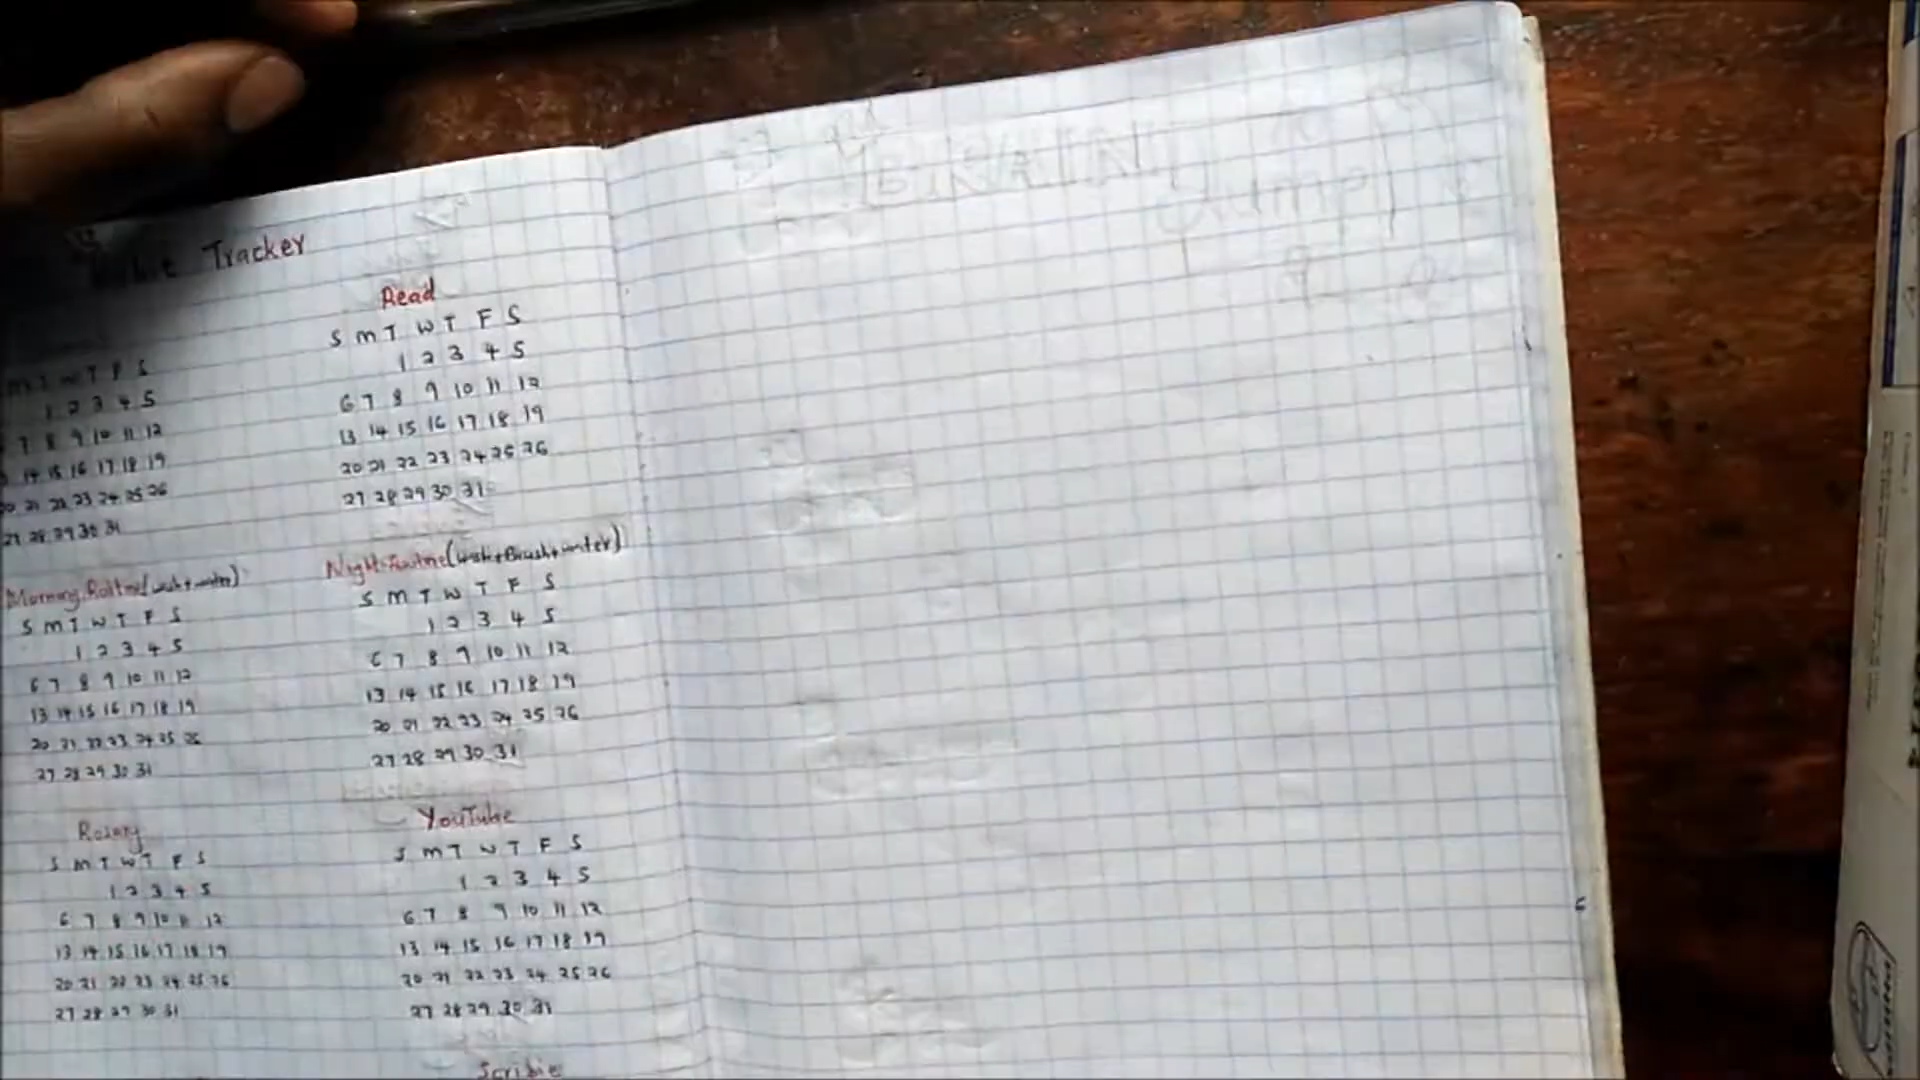 Tracker
M T W T F S
1 2 3 4 5
7 8 9 10 11 12
14 15 16 17 18 19
20 21 22 23 24 25 26
27 28 29 30 31
Read
S M T W T F S
1 2 3 4 5
6 7 8 9 10 11 12
13 14 15 16 17 18 19
20 21 22 23 24 25 26
27 28 29 30 31
Morning
S M T W T F S
1 2 3 4 5
6 7 8 9 10 11 12
13 14 15 16 17 18 19
20 21 22 23 24 25 26
27 28 29 30 31
Night
S M T W T F S
1 2 3 4 5
6 7 8 9 10 11 12
13 14 15 16 17 18 19
20 21 22 23 24 25 26
27 28 29 30 31
Rosary
S M T W T F S
1 2 3 4 5
6 7 8 9 10 11 12
13 14 15 16 17 18 19
20 21 22 23 24 25 26
27 28 29 30 31
YouTube
S M T W T F S
1 2 3 4 5
6 7 8 9 10 11 12
13 14 15 16 17 18 19
20 21 22 23 24 25 26
27 28 29 30 31
Scribie
BRAIN
Dump